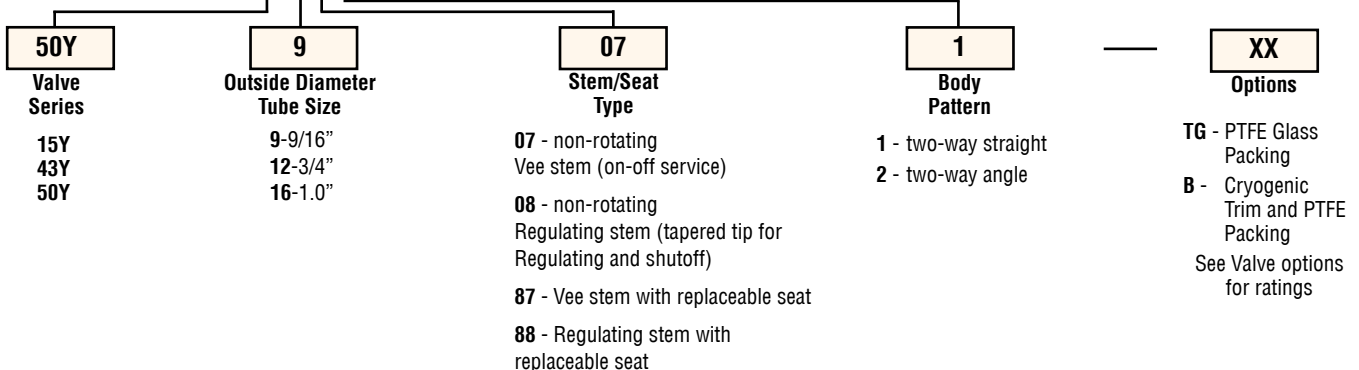 50Y
Valve
Series
15Y
43Y
50Y
9
Outside Diameter
Tube Size
9-9/16”
12-3/4”
16-1.0”
07
Stem/Seat
Type
07 - non-rotating
Vee stem (on-off service)
08 - non-rotating
Regulating stem (tapered tip for
Regulating and shutoff)
87 - Vee stem with replaceable seat
88 - Regulating stem with
replaceable seat
1
Body
Pattern
1 - two-way straight
2 - two-way angle
XX
Options
TG - PTFE Glass
Packing
B - Cryogenic
Trim and PTFE
Packing
See Valve options
for ratings